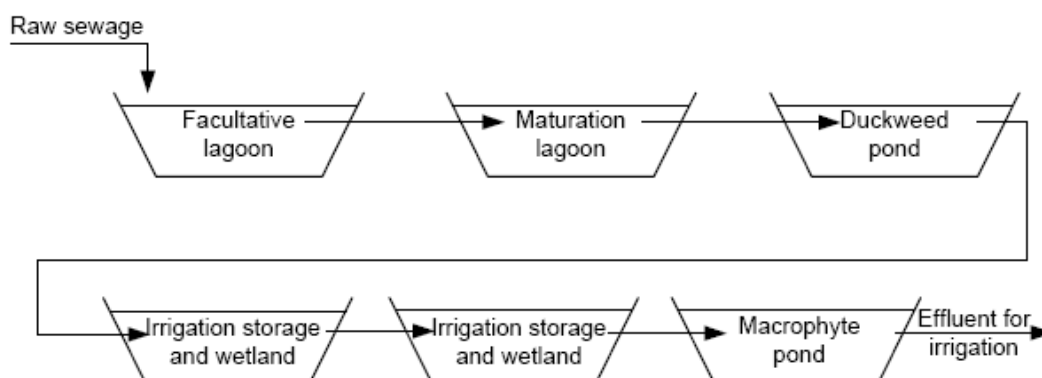 Raw sewage
Facultative
lagoon
Maturation
lagoon
Duckweed
pond
Irrigation storage
and wetland
Irrigation storage
and wetland
Macrophyte
pond
Effluent for
irrigation